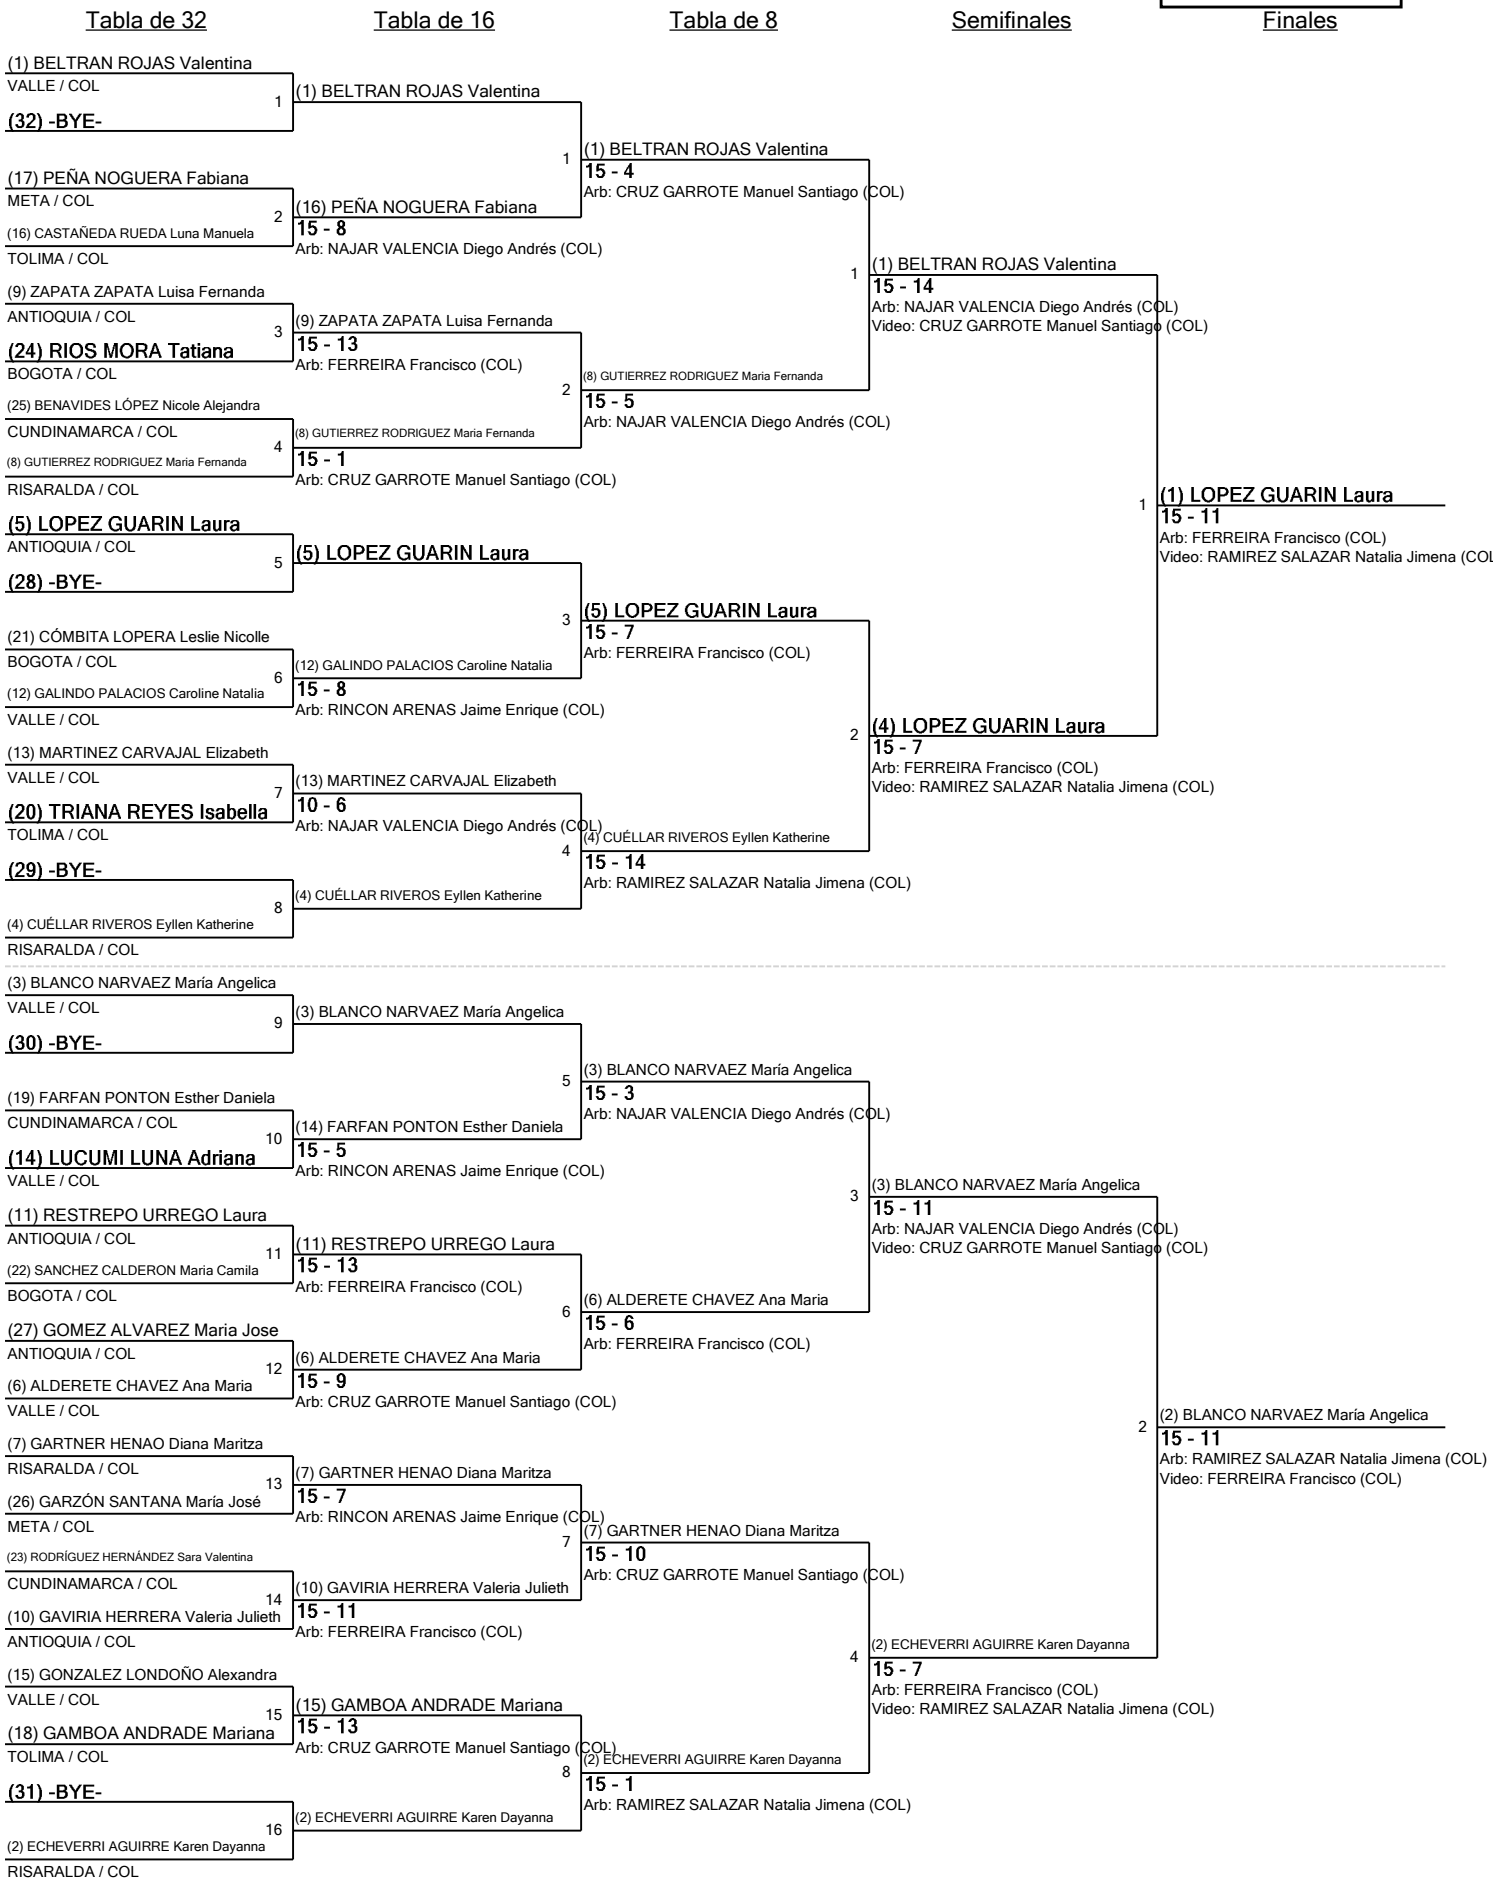 Tabla de 32
Tabla de 16
Tabla de 8
Semifinales
Finales
(1) BELTRAN ROJAS Valentina
VALLE / COL
1
(32) -BYE-
(17) PEÑA NOGUERA Fabiana
META / COL
2
(16) CASTAÑEDA RUEDA Luna Manuela
TOLIMA / COL
(9) ZAPATA ZAPATA Luisa Fernanda
ANTIOQUIA / COL
3
(24) RIOS MORA Tatiana
BOGOTA / COL
(25) BENAVIDES LÓPEZ Nicole Alejandra
CUNDINAMARCA / COL
4
(8) GUTIERREZ RODRIGUEZ Maria Fernanda
RISARALDA / COL
(5) LOPEZ GUARIN Laura
ANTIOQUIA / COL
5
(28) -BYE-
(21) CÓMBITA LOPERA Leslie Nicolle
BOGOTA / COL
6
(12) GALINDO PALACIOS Caroline Natalia
VALLE / COL
(13) MARTINEZ CARVAJAL Elizabeth
VALLE / COL
7
(20) TRIANA REYES Isabella
TOLIMA / COL
(29) -BYE-
8
(4) CUÉLLAR RIVEROS Eyllen Katherine
RISARALDA / COL
(3) BLANCO NARVAEZ María Angelica
VALLE / COL
9
(30) -BYE-
(19) FARFAN PONTON Esther Daniela
CUNDINAMARCA / COL
10
(14) LUCUMI LUNA Adriana
VALLE / COL
(11) RESTREPO URREGO Laura
ANTIOQUIA / COL
11
(22) SANCHEZ CALDERON Maria Camila
BOGOTA / COL
(27) GOMEZ ALVAREZ Maria Jose
ANTIOQUIA / COL
12
(6) ALDERETE CHAVEZ Ana Maria
VALLE / COL
(7) GARTNER HENAO Diana Maritza
RISARALDA / COL
13
(26) GARZÓN SANTANA María José
META / COL
(23) RODRÍGUEZ HERNÁNDEZ Sara Valentina
CUNDINAMARCA / COL
14
(10) GAVIRIA HERRERA Valeria Julieth
ANTIOQUIA / COL
(15) GONZALEZ LONDOÑO Alexandra
VALLE / COL
15
(18) GAMBOA ANDRADE Mariana
TOLIMA / COL
(31) -BYE-
16
(2) ECHEVERRI AGUIRRE Karen Dayanna
RISARALDA / COL
(1) BELTRAN ROJAS Valentina
1
(16) PEÑA NOGUERA Fabiana
15 - 8
Arb: NAJAR VALENCIA Diego Andrés (COL)
(9) ZAPATA ZAPATA Luisa Fernanda
15 - 13
Arb: FERREIRA Francisco (COL)
2
(8) GUTIERREZ RODRIGUEZ Maria Fernanda
15 - 1
Arb: CRUZ GARROTE Manuel Santiago (COL)
(5) LOPEZ GUARIN Laura
3
(12) GALINDO PALACIOS Caroline Natalia
15 - 8
Arb: RINCON ARENAS Jaime Enrique (COL)
(13) MARTINEZ CARVAJAL Elizabeth
10 - 6
Arb: NAJAR VALENCIA Diego Andrés (COL)
4
(4) CUÉLLAR RIVEROS Eyllen Katherine
(3) BLANCO NARVAEZ María Angelica
5
(14) FARFAN PONTON Esther Daniela
15 - 5
Arb: RINCON ARENAS Jaime Enrique (COL)
(11) RESTREPO URREGO Laura
15 - 13
Arb: FERREIRA Francisco (COL)
6
(6) ALDERETE CHAVEZ Ana Maria
15 - 9
Arb: CRUZ GARROTE Manuel Santiago (COL)
(7) GARTNER HENAO Diana Maritza
15 - 7
Arb: RINCON ARENAS Jaime Enrique (COL)
7
(10) GAVIRIA HERRERA Valeria Julieth
15 - 11
Arb: FERREIRA Francisco (COL)
(15) GAMBOA ANDRADE Mariana
15 - 13
Arb: CRUZ GARROTE Manuel Santiago (COL)
8
(2) ECHEVERRI AGUIRRE Karen Dayanna
(1) BELTRAN ROJAS Valentina
15 - 4
Arb: CRUZ GARROTE Manuel Santiago (COL)
1
(8) GUTIERREZ RODRIGUEZ Maria Fernanda
15 - 5
Arb: NAJAR VALENCIA Diego Andrés (COL)
(5) LOPEZ GUARIN Laura
15 - 7
Arb: FERREIRA Francisco (COL)
2
(4) CUÉLLAR RIVEROS Eyllen Katherine
15 - 14
Arb: RAMIREZ SALAZAR Natalia Jimena (COL)
(3) BLANCO NARVAEZ María Angelica
15 - 3
Arb: NAJAR VALENCIA Diego Andrés (COL)
3
(6) ALDERETE CHAVEZ Ana Maria
15 - 6
Arb: FERREIRA Francisco (COL)
(7) GARTNER HENAO Diana Maritza
15 - 10
Arb: CRUZ GARROTE Manuel Santiago (COL)
4
(2) ECHEVERRI AGUIRRE Karen Dayanna
15 - 1
Arb: RAMIREZ SALAZAR Natalia Jimena (COL)
(1) BELTRAN ROJAS Valentina
15 - 14
Arb: NAJAR VALENCIA Diego Andrés (COL)
Video: CRUZ GARROTE Manuel Santiago (COL)
1
(4) LOPEZ GUARIN Laura
15 - 7
Arb: FERREIRA Francisco (COL)
Video: RAMIREZ SALAZAR Natalia Jimena (COL)
(3) BLANCO NARVAEZ María Angelica
15 - 11
Arb: NAJAR VALENCIA Diego Andrés (COL)
Video: CRUZ GARROTE Manuel Santiago (COL)
2
(2) ECHEVERRI AGUIRRE Karen Dayanna
15 - 7
Arb: FERREIRA Francisco (COL)
Video: RAMIREZ SALAZAR Natalia Jimena (COL)
(1) LOPEZ GUARIN Laura
15 - 11
Arb: FERREIRA Francisco (COL)
Video: RAMIREZ SALAZAR Natalia Jimena (COL
(2) BLANCO NARVAEZ María Angelica
15 - 11
Arb: RAMIREZ SALAZAR Natalia Jimena (COL)
Video: FERREIRA Francisco (COL)